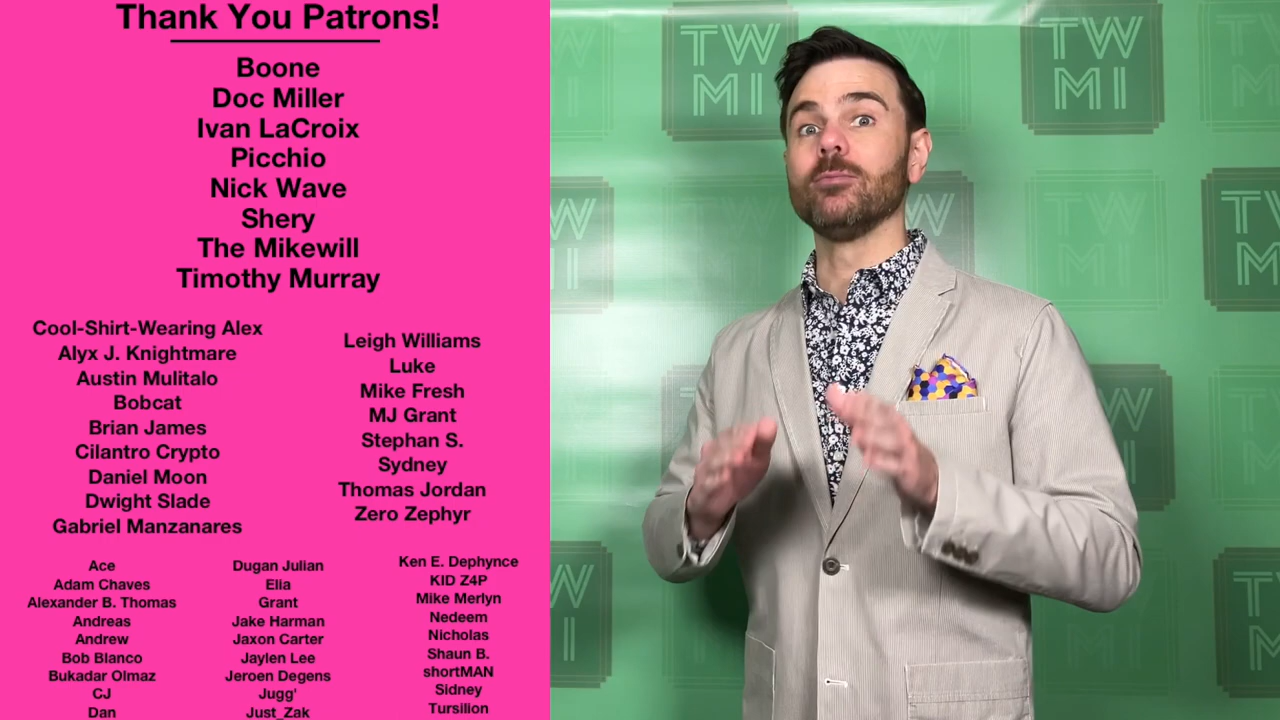 Thank You Patrons!
Boone
Doc Miller
Ivan LaCroix
Picchio
Nick Wave
Shery
The Mikewill
Timothy Murray
Cool-Shirt-Wearing Alex
Alyx J. Knightmare
Austin Mulitalo
Bobcat
Brian James
Cilantro Crypto
Daniel Moon
Dwight Slade
Gabriel Manzanares
Leigh Williams
Luke
Mike Fresh
MJ Grant
Stephan S.
Sydney
Thomas Jordan
Zero Zephyr
Ace
Adam Chaves
Alexander B. Thomas
Andreas
Andrew
Bob Blanco
Bukadar Olmaz
CJ
Dan
Dugan Julian
Elia
Grant
Jake Harman
Jaxon Carter
Jaylen Lee
Jeroen Degens
Jugg'
Just_Zak
Ken E. Dephynce
KID Z4P
Mike Merlyn
Nedeem
Nicholas
Shaun B.
shortMAN
Sidney
Tursilion
TW
MI
TW
MI